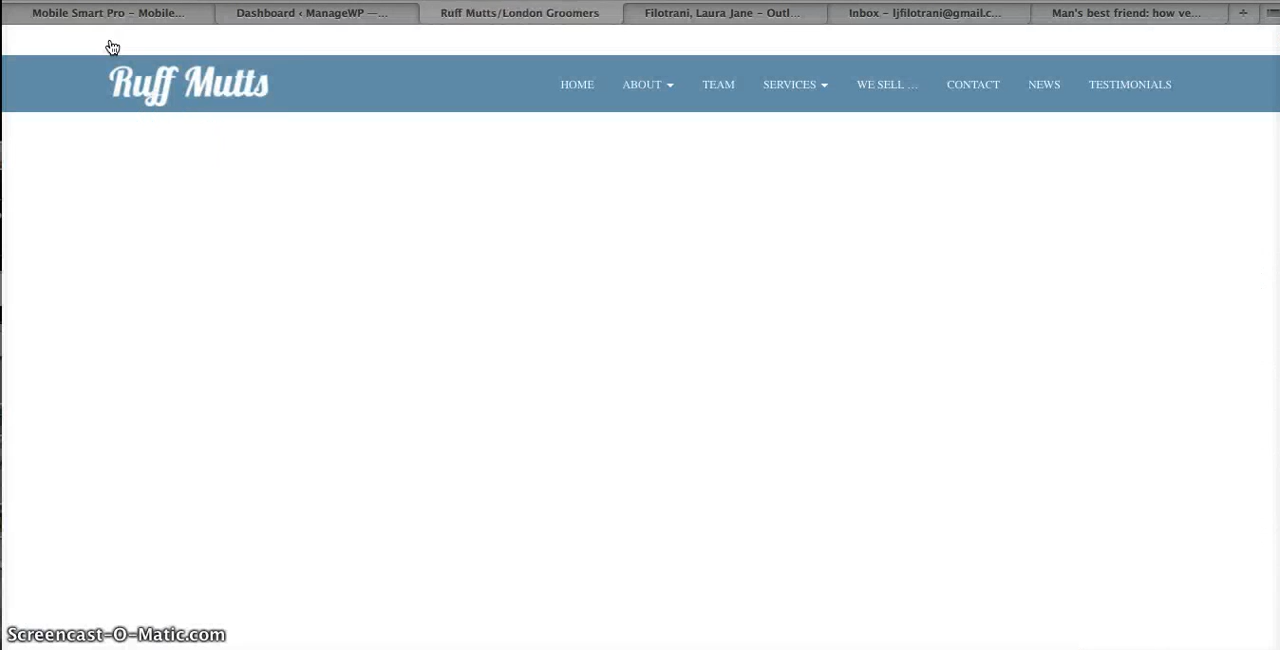 Mobile Smart Pro – Mobile... Dashboard ‹ ManageWP —... Ruff Mutts/London Groomers Filotrani, Laura Jane – Outl... Inbox – ljfilotrani@gmail.c... Man's best friend: how ve... +
Ruff Mutts HOME ABOUT TEAM SERVICES WE SELL ... CONTACT NEWS TESTIMONIALS
Screencast-O-Matic.com